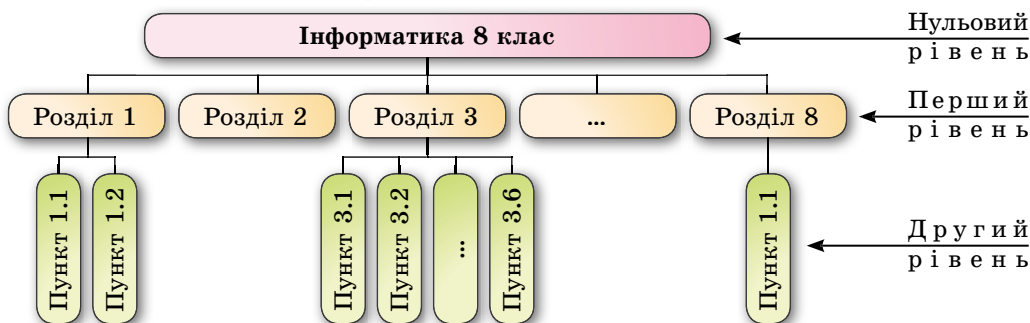 Інформатика 8 клас
Нульовий
рівень
Розділ 1
Розділ 2
Розділ 3
...
Розділ 8
Перший
рівень
Пункт 1.1
Пункт 1.2
Пункт 3.1
Пункт 3.2
...
Пункт 3.6
Пункт 1.1
Другий
рівень